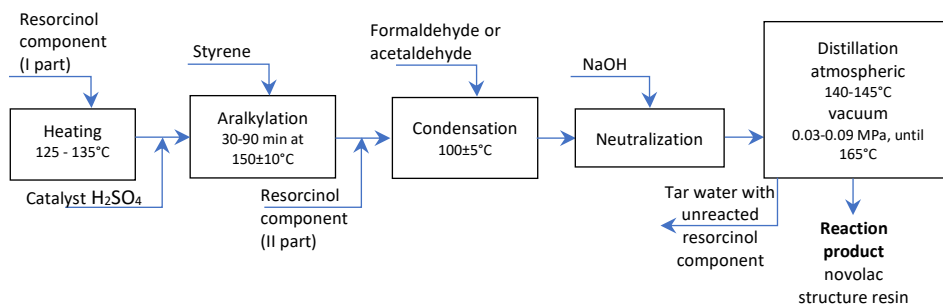 Resorcinol
component
(I part)
Heating
125 - 135°C
Catalyst H₂SO₄
Styrene
Aralkylation
30-90 min at
150±10°C
Resorcinol
component
(II part)
Formaldehyde or
acetaldehyde
Condensation
100±5°C
NaOH
Neutralization
Distillation
atmospheric
140-145°C
vacuum
0.03-0.09 MPa, until
165°C
Tar water with
unreacted
resorcinol
component
Reaction
product
novolac
structure resin